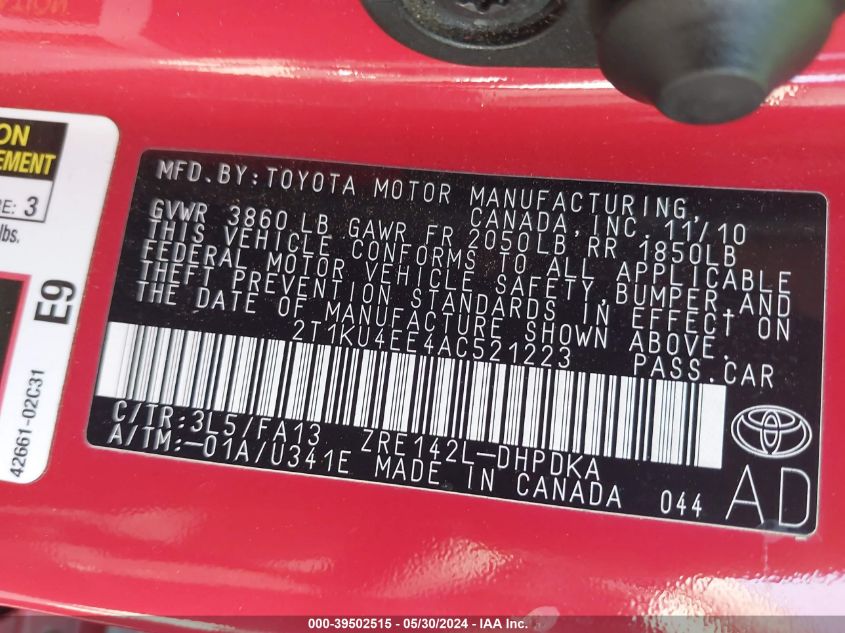 ON
EMENT
RE: 3
lbs.
E9
42661-02C31
MFD.BY:TOYOTA MOTOR MANUFACTURING,
CANADA,INC. 11/10
GVWR 3860 LB GAWR FR 2050LB RR 1850LB
THIS VEHICLE CONFORMS TO ALL APPLICABLE
FEDERAL MOTOR VEHICLE SAFETY,BUMPER,AND
THEFT PREVENTION STANDARDS IN EFFECT ON
THE DATE OF MANUFACTURE SHOWN ABOVE.
2T1KU4EE4AC521223 PASS.CAR
C/TR:3L5/FA13 ZRE142L-DHPDKA
A/TM:-01A/U341E MADE IN CANADA 044
AD
000-39502515 - 05/30/2024 - IAA Inc.